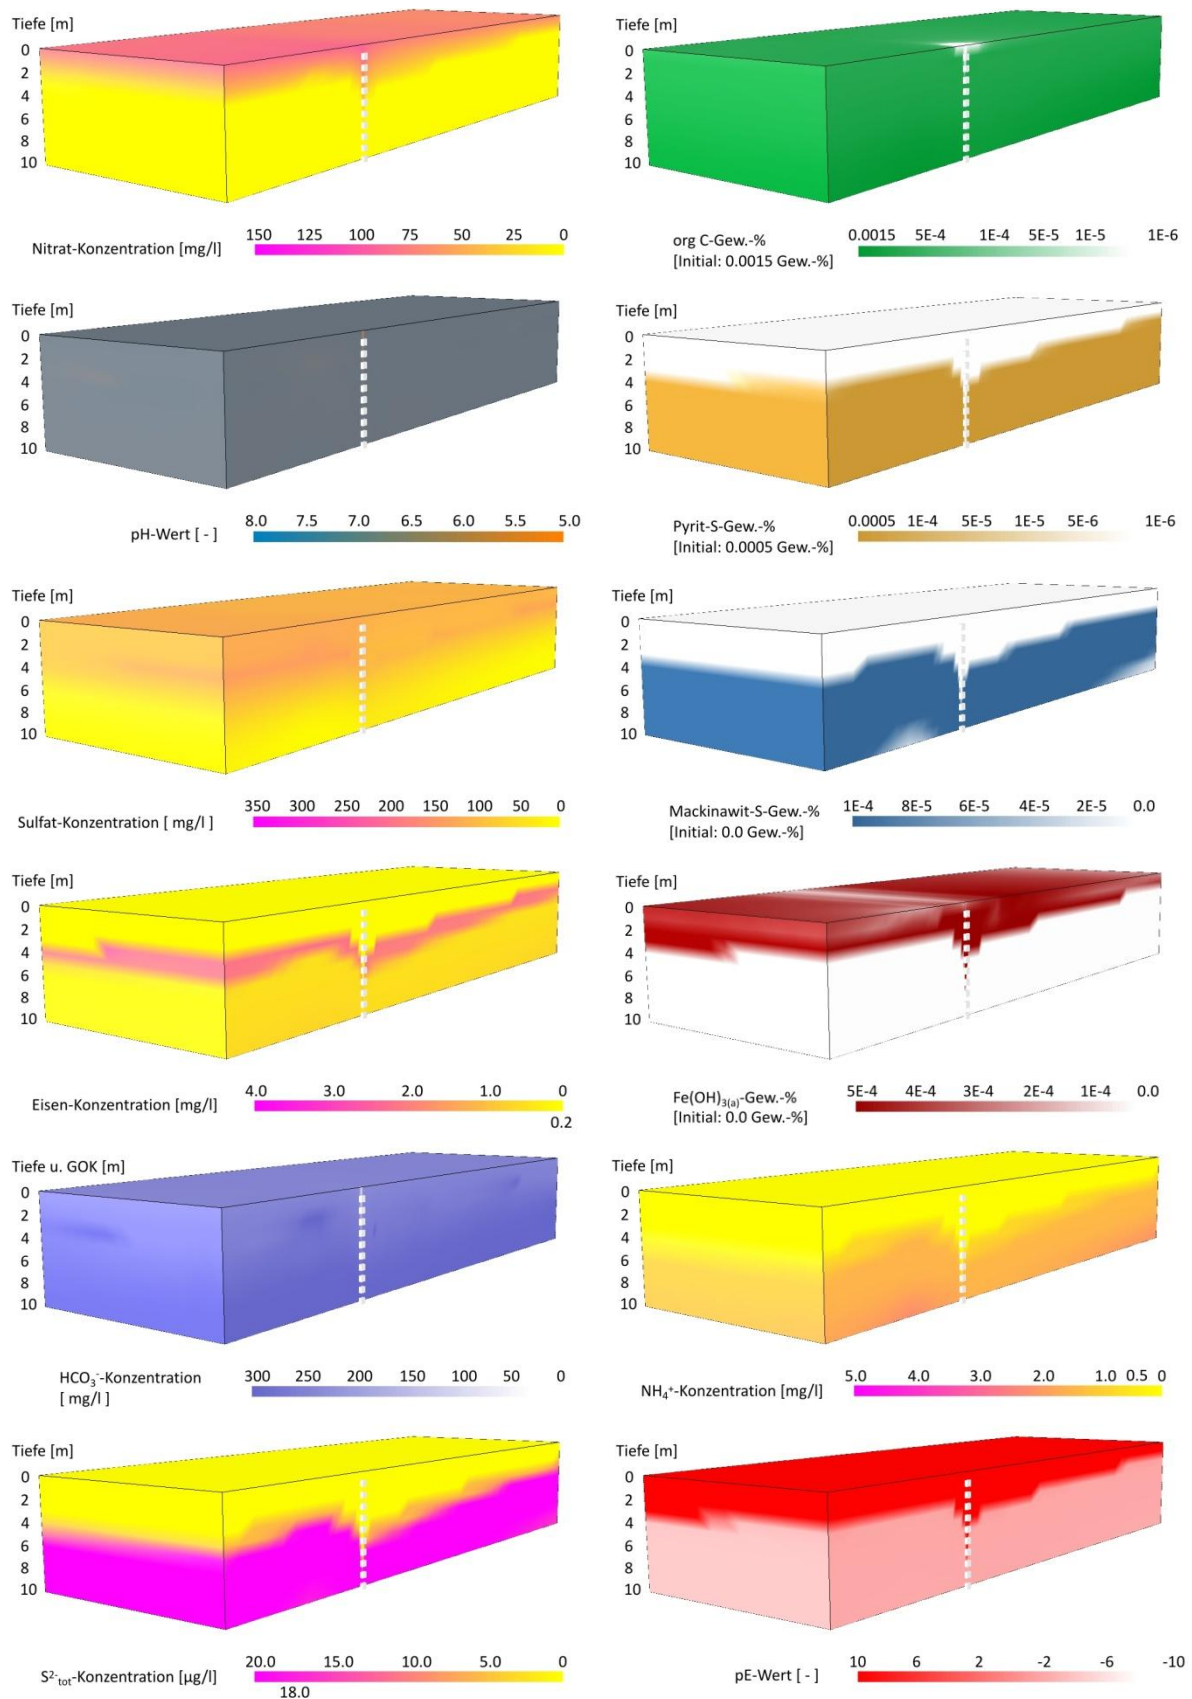 Tiefe [m]
0
2
4
6
8
10
Nitrat-Konzentration [mg/l]
150 125 100 75 50 25 0
Tiefe [m]
0
2
4
6
8
10
org C-Gew.-%
[Initial: 0.0015 Gew.-%]
0.0015 5E-4 1E-4 5E-5 1E-5 1E-6
Tiefe [m]
0
2
4
6
8
10
pH-Wert [ - ]
8.0 7.5 7.0 6.5 6.0 5.5 5.0
Tiefe [m]
0
2
4
6
8
10
Pyrit-S-Gew.-%
[Initial: 0.0005 Gew.-%]
0.0005 1E-4 5E-5 1E-5 5E-6 1E-6
Tiefe [m]
0
2
4
6
8
10
Sulfat-Konzentration [ mg/l ]
350 300 250 200 150 100 50 0
Tiefe [m]
0
2
4
6
8
10
Mackinawit-S-Gew.-%
[Initial: 0.0 Gew.-%]
1E-4 8E-5 6E-5 4E-5 2E-5 0.0
Tiefe [m]
0
2
4
6
8
10
Eisen-Konzentration [mg/l]
4.0 3.0 2.0 1.0 0
0.2
Tiefe [m]
0
2
4
6
8
10
Fe(OH)₃₍ₐ₎-Gew.-%
[Initial: 0.0 Gew.-%]
5E-4 4E-4 3E-4 2E-4 1E-4 0.0
Tiefe u. GOK [m]
0
2
4
6
8
10
HCO₃⁻-Konzentration
[ mg/l]
300 250 200 150 100 50 0
Tiefe [m]
0
2
4
6
8
10
NH₄⁺-Konzentration [mg/l]
5.0 4.0 3.0 2.0 1.0 0.5 0
Tiefe [m]
0
2
4
6
8
10
S²⁻tot-Konzentration [µg/l]
20.0 15.0 10.0 5.0 0
18.0
Tiefe [m]
0
2
4
6
8
10
pE-Wert [ - ]
10 6 2 -2 -6 -10